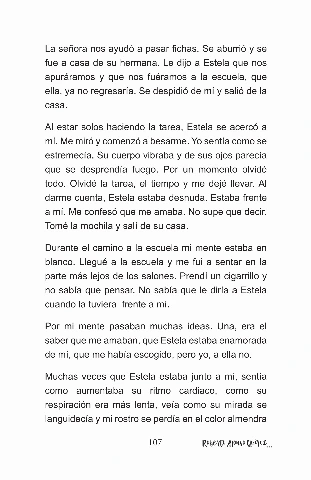 La señora nos ayudó a pasar fichas. Se aburrió y se
fue a casa de su hermana. Le dijo a Estela que nos
apuráramos y que nos fuéramos a la escuela, que
ella, ya no regresaría. Se despidió de mí y salió de la
casa.
Al estar solos haciendo la tarea, Estela se acercó a
mí. Me miró y comenzó a besarme. Yo sentía como se
estremecía. Su cuerpo vibraba y de sus ojos parecía
que se desprendía fuego. Por un momento olvidé
todo. Olvidé la tarea, el tiempo y me dejé llevar. Al
darme cuenta, Estela estaba desnuda. Estaba frente
a mí. Me confesó que me amaba. No supe que decir.
Tomé la mochila y salí de su casa.
Durante el camino a la escuela mi mente estaba en
blanco. Llegué a la escuela y me fui a sentar en la
parte más lejos de los salones. Prendí un cigarrillo y
no sabía que pensar. No sabía que le diría a Estela
cuando la tuviera frente a mí.
Por mi mente pasaban muchas ideas. Una, era el
saber que me amaban, que Estela estaba enamorada
de mí, que me había escogido, pero yo, a ella no.
Muchas veces que Estela estaba junto a mí, sentía
como aumentaba su ritmo cardiaco, como su
respiración era más lenta, veía como su mirada se
languidecía y mi rostro se perdía en el color almendra
107